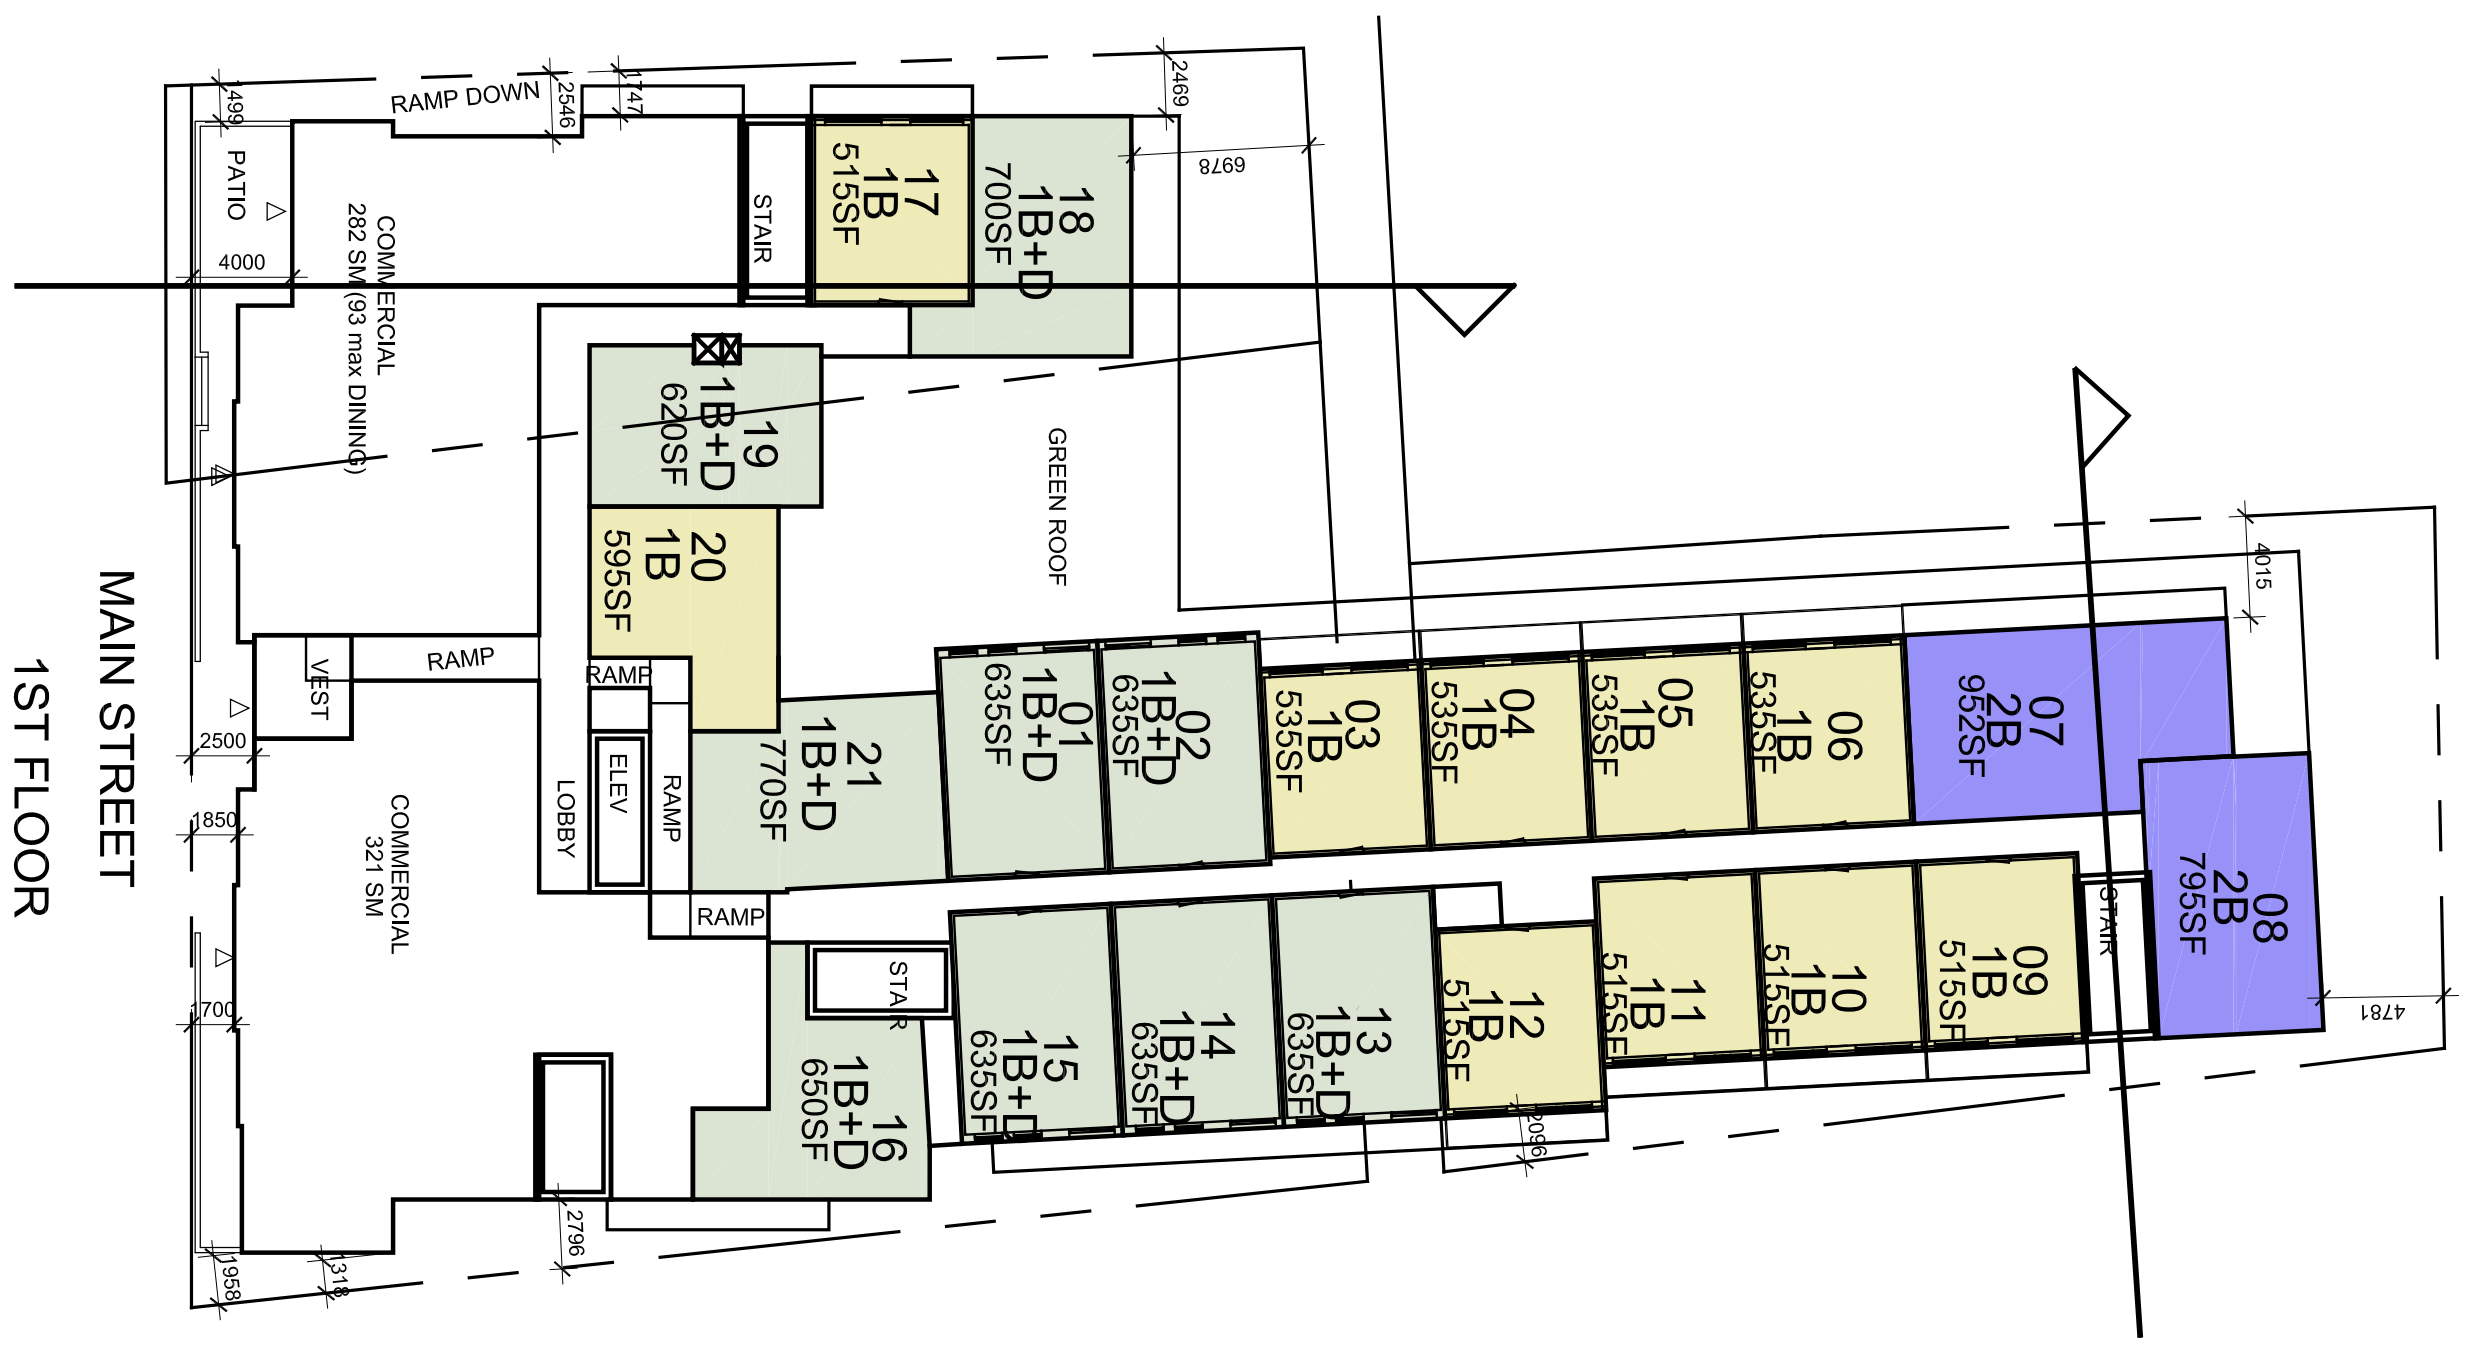 MAIN STREET
1ST FLOOR
RAMP DOWN
1499
2546
1747
2469
6978
PATIO
4000
COMMERCIAL
282 SM (93 max DINING)
STAIR
17
1B
515SF
18
1B+D
700SF
19
1B+D
620SF
20
1B
595SF
GREEN ROOF
RAMP
VEST
RAMP
RAMP
ELEV
LOBBY
RAMP
2500
1850
1700
COMMERCIAL
321 SM
21
1B+D
770SF
01
1B+D
635SF
02
1B+D
635SF
03
1B
535SF
04
1B
535SF
05
1B
535SF
06
1B
535SF
07
2B
952SF
4015
08
2B
795SF
4781
STAIR
09
1B
515SF
10
1B
515SF
11
1B
515SF
12
1B
515SF
2096
13
1B+D
635SF
14
1B+D
635SF
15
1B+D
635SF
STAIR
16
1B+D
650SF
2796
1318
1958